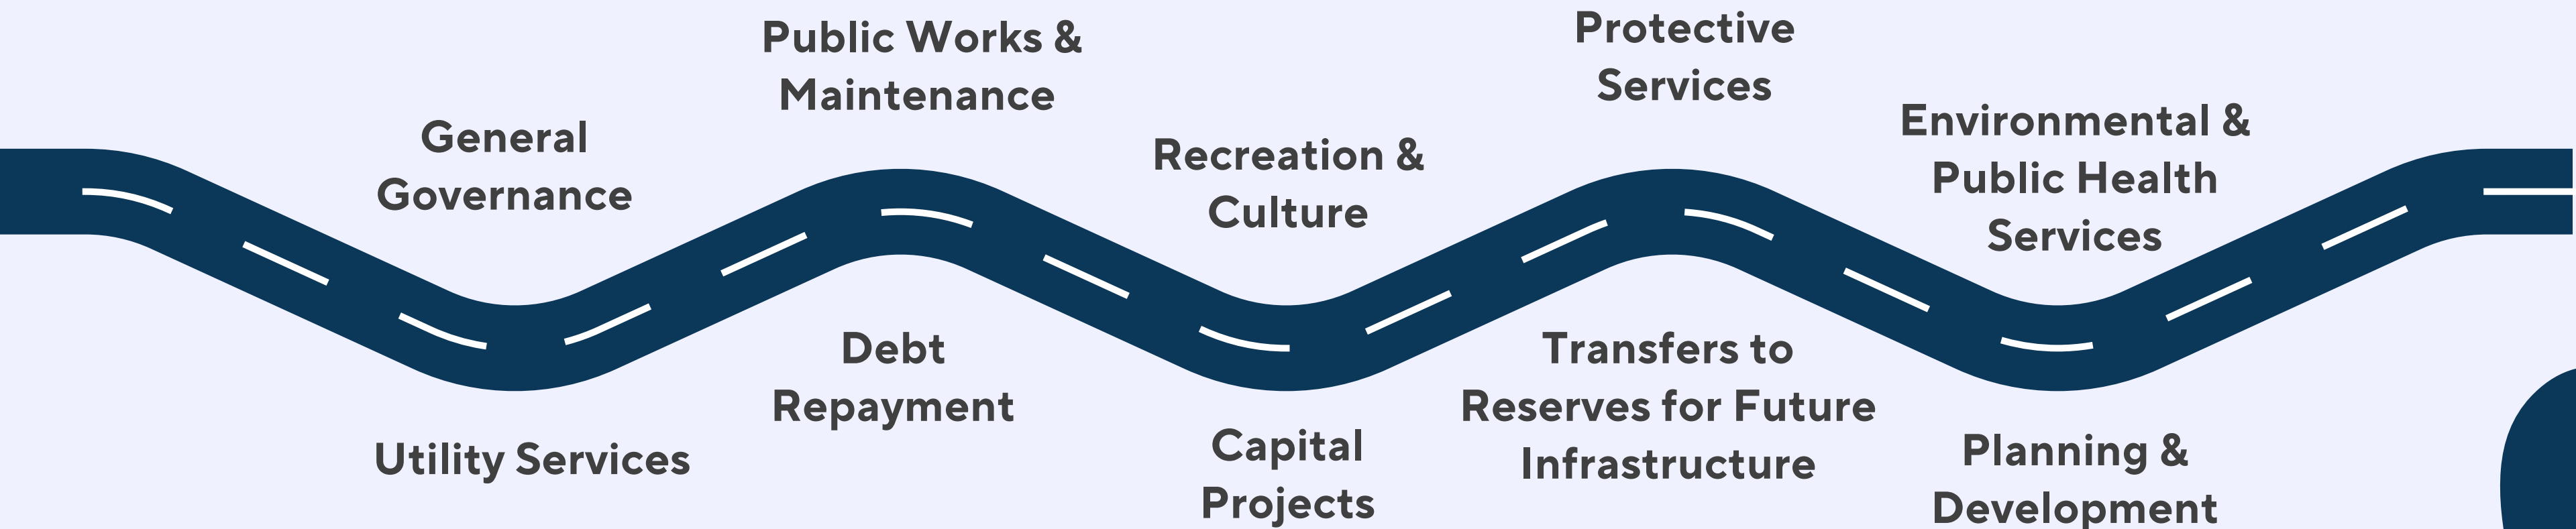 General
Governance
Public Works &
Maintenance
Recreation &
Culture
Protective
Services
Environmental &
Public Health
Services
Utility Services
Debt
Repayment
Capital
Projects
Transfers to
Reserves for Future
Infrastructure
Planning &
Development